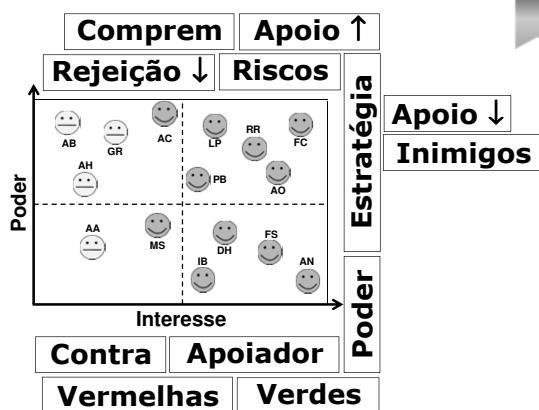 Comprem Apoio ↑
Rejeição ↓ Riscos
Estratégia
Apoio ↓
Inimigos
Poder
AB GR AC LP RR FC
AH PB AO
AA MS DH FS
IB AN
Interesse
Poder
Contra Apoiador
Vermelhas Verdes